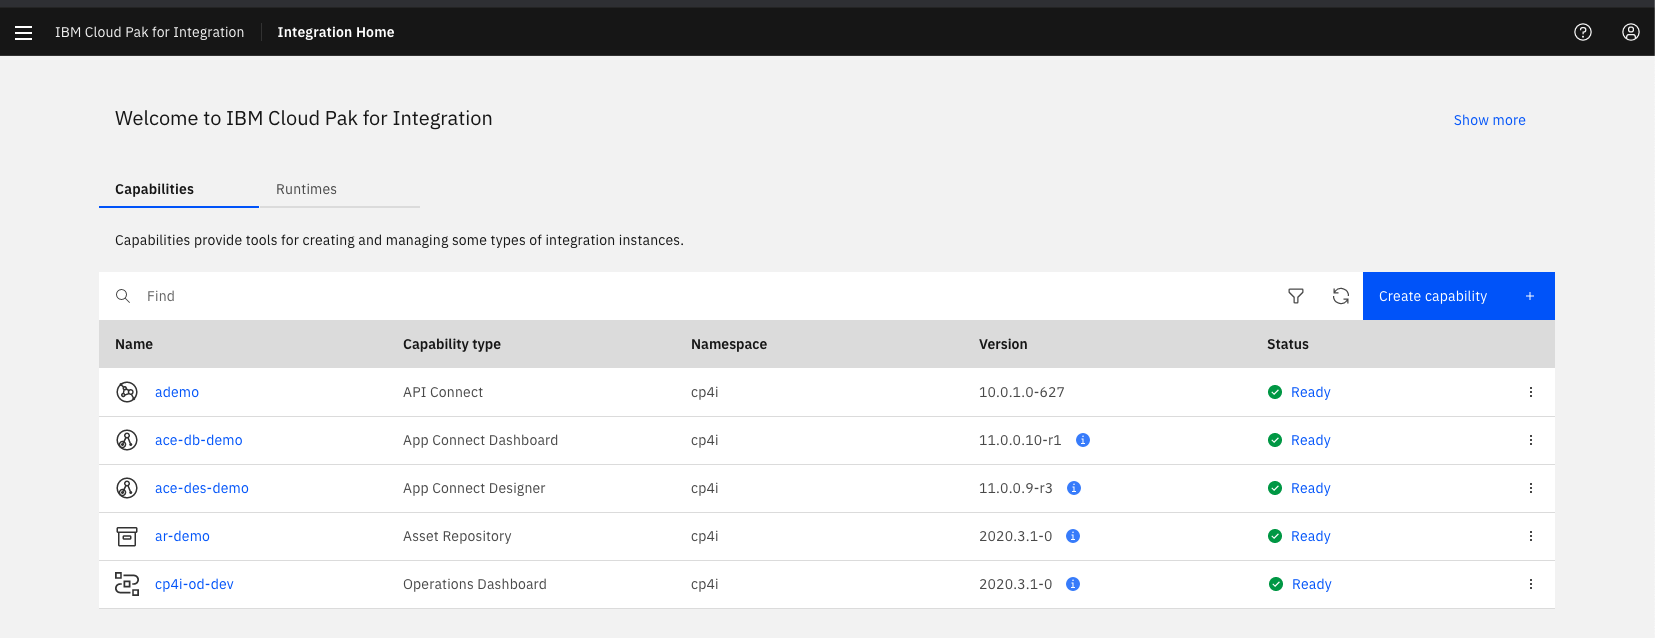 IBM Cloud Pak for Integration Integration Home
Welcome to IBM Cloud Pak for Integration Show more
Capabilities Runtimes
Capabilities provide tools for creating and managing some types of integration instances.
Find Create capability +
Name Capability type Namespace Version Status
ademo API Connect cp4i 10.0.1.0-627 Ready
ace-db-demo App Connect Dashboard cp4i 11.0.0.10-r1 Ready
ace-des-demo App Connect Designer cp4i 11.0.0.9-r3 Ready
ar-demo Asset Repository cp4i 2020.3.1-0 Ready
cp4i-od-dev Operations Dashboard cp4i 2020.3.1-0 Ready